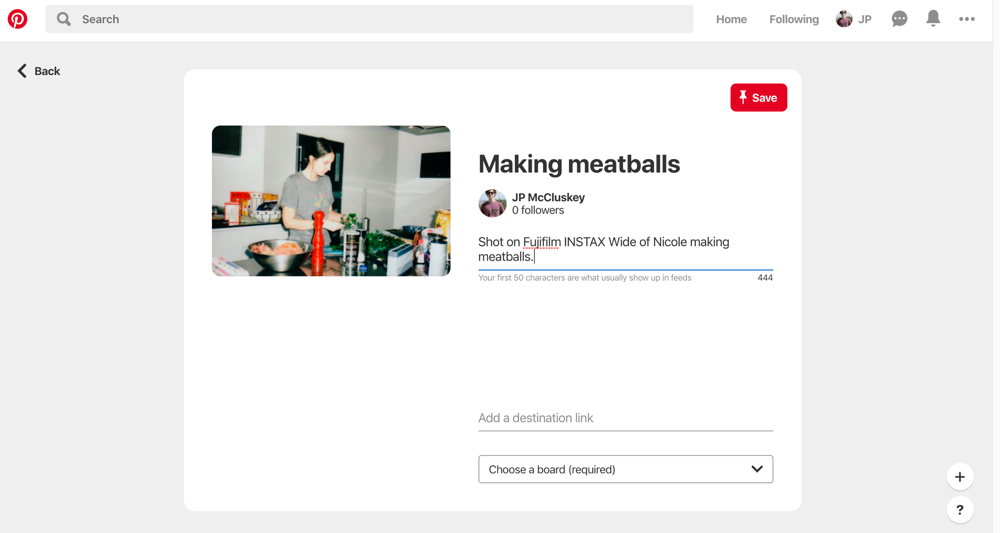 Search
Home
Following
JP
Back
Save
Making meatballs
JP McCluskey
0 followers
Shot on Fujifilm INSTAX Wide of Nicole making
meatballs.
Your first 50 characters are what usually show up in feeds
444
Add a destination link
Choose a board (required)
+
?